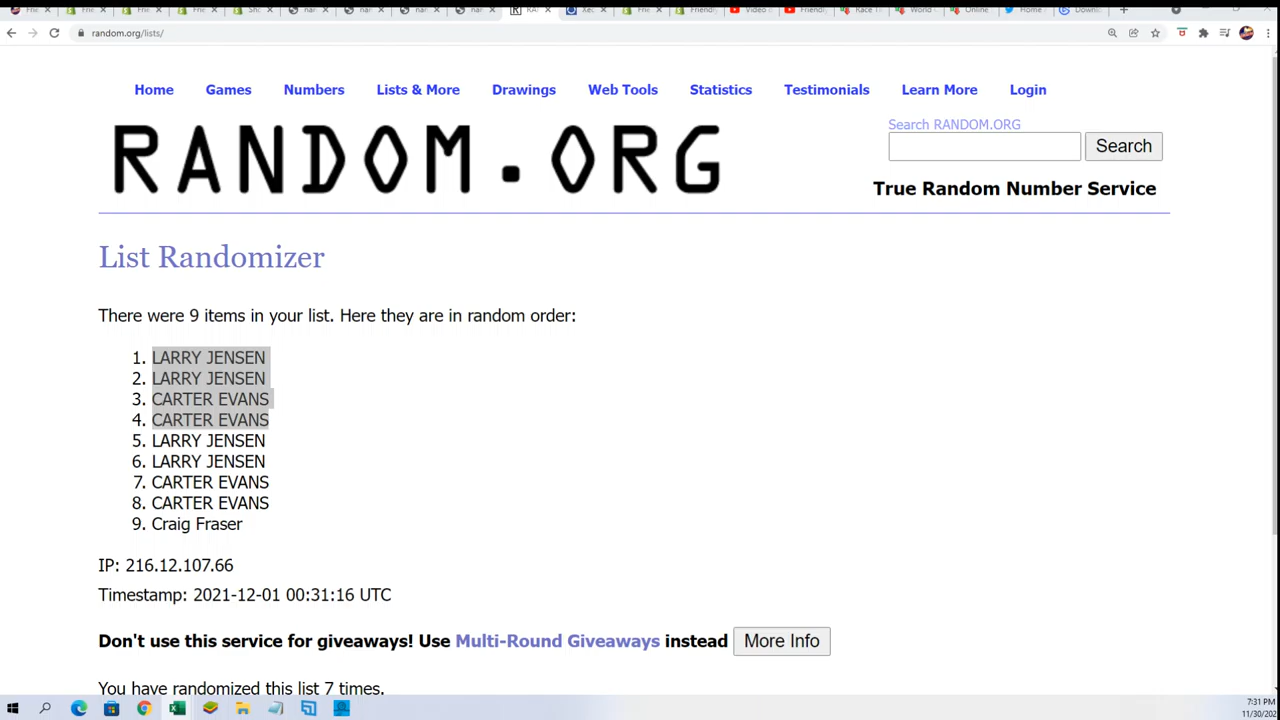 random.org/lists/
Home Games Numbers Lists & More Drawings Web Tools Statistics Testimonials Learn More Login
RANDOM.ORG
Search RANDOM.ORG
Search
True Random Number Service
List Randomizer
There were 9 items in your list. Here they are in random order:
1. LARRY JENSEN
2. LARRY JENSEN
3. CARTER EVANS
4. CARTER EVANS
5. LARRY JENSEN
6. LARRY JENSEN
7. CARTER EVANS
8. CARTER EVANS
9. Craig Fraser
IP: 216.12.107.66
Timestamp: 2021-12-01 00:31:16 UTC
Don't use this service for giveaways! Use Multi-Round Giveaways instead More Info
You have randomized this list 7 times.
7:31 PM